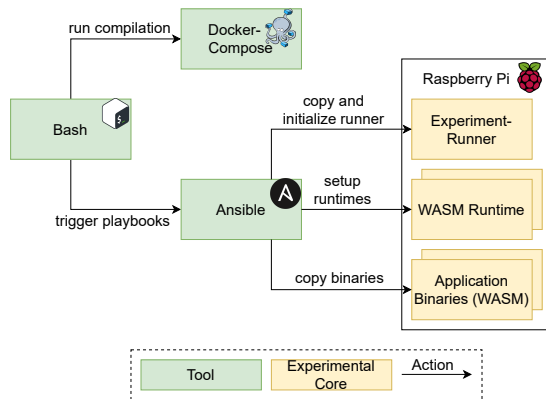 run compilation
Docker-
Compose
Raspberry Pi
Bash
$
copy and
initialize runner
Experiment-
Runner
trigger playbooks
Ansible
setup
runtimes
WASM Runtime
copy binaries
Application
Binaries (WASM)
Tool
Experimental
Core
Action